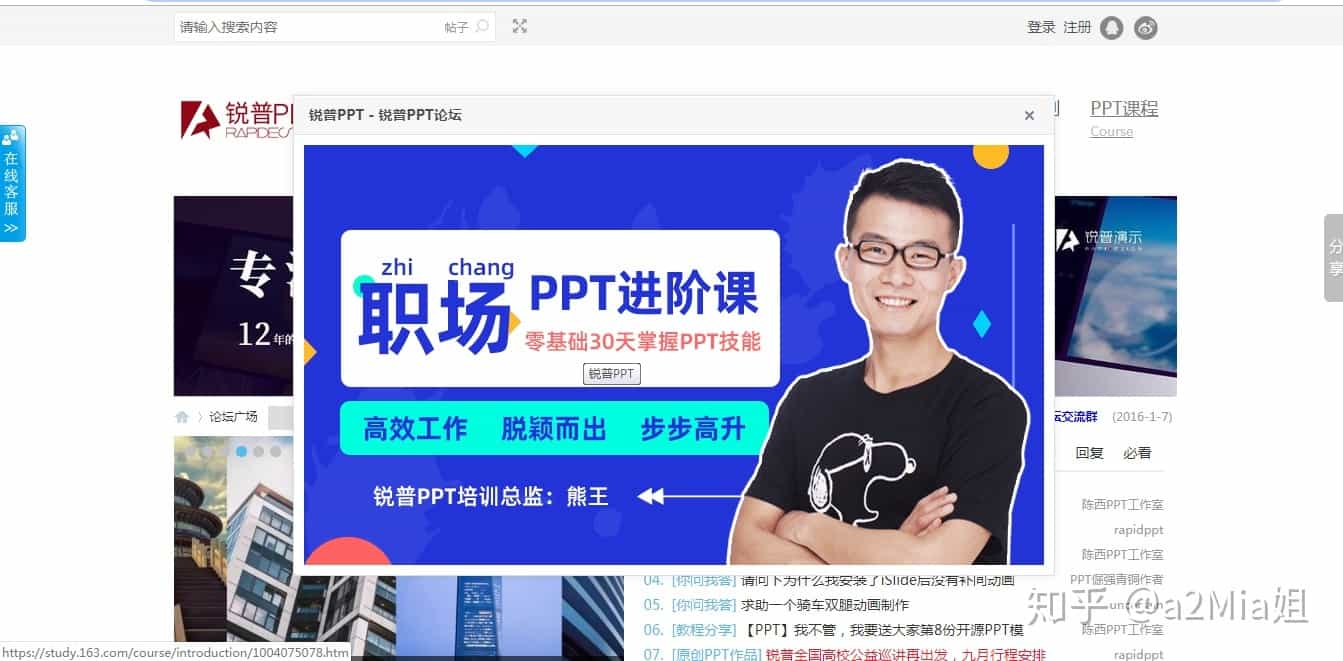 请输入搜索内容
帖子
登录 注册
锐普PP
RAPIDES
PPT课程
Course
在线客服
>>
分享
锐普PPT - 锐普PPT论坛
×
zhi chang
职场 PPT进阶课
零基础30天掌握PPT技能
锐普PPT
高效工作 脱颖而出 步步高升
锐普PPT培训总监：熊王
12年的
锐普演示
论坛广场
坛交流群 (2016-1-7)
回复 必看
陈西PPT工作室
rapidppt
陈西PPT工作室
PPT倔强青铜作者
陈西PPT工作室
rapidppt
04. [你问我答] 请问下为什么我安装了iSlide后没有补间动画
05. [你问我答] 求助一个骑车双腿动画制作
06. [教程分享] 【PPT】我不管，我要送大家第8份开源PPT模
07. [原创PPT作品] 锐普全国高校公益巡讲再出发，九月行程安排
知乎 @a2Mia姐
https://study.163.com/course/introduction/1004075078.htm